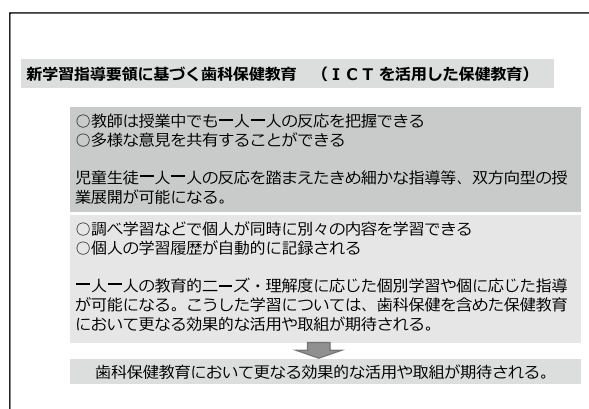 新学習指導要領に基づく歯科保健教育　（ＩＣＴを活用した保健教育）
○教師は授業中でも一人一人の反応を把握できる
○多様な意見を共有することができる
児童生徒一人一人の反応を踏まえたきめ細かな指導等、双方向型の授
業展開が可能になる。
○調べ学習などで個人が同時に別々の内容を学習できる
○個人の学習履歴が自動的に記録される
一人一人の教育的ニーズ・理解度に応じた個別学習や個に応じた指導
が可能になる。こうした学習については、歯科保健を含めた保健教育
において更なる効果的な活用や取組が期待される。
歯科保健教育において更なる効果的な活用や取組が期待される。